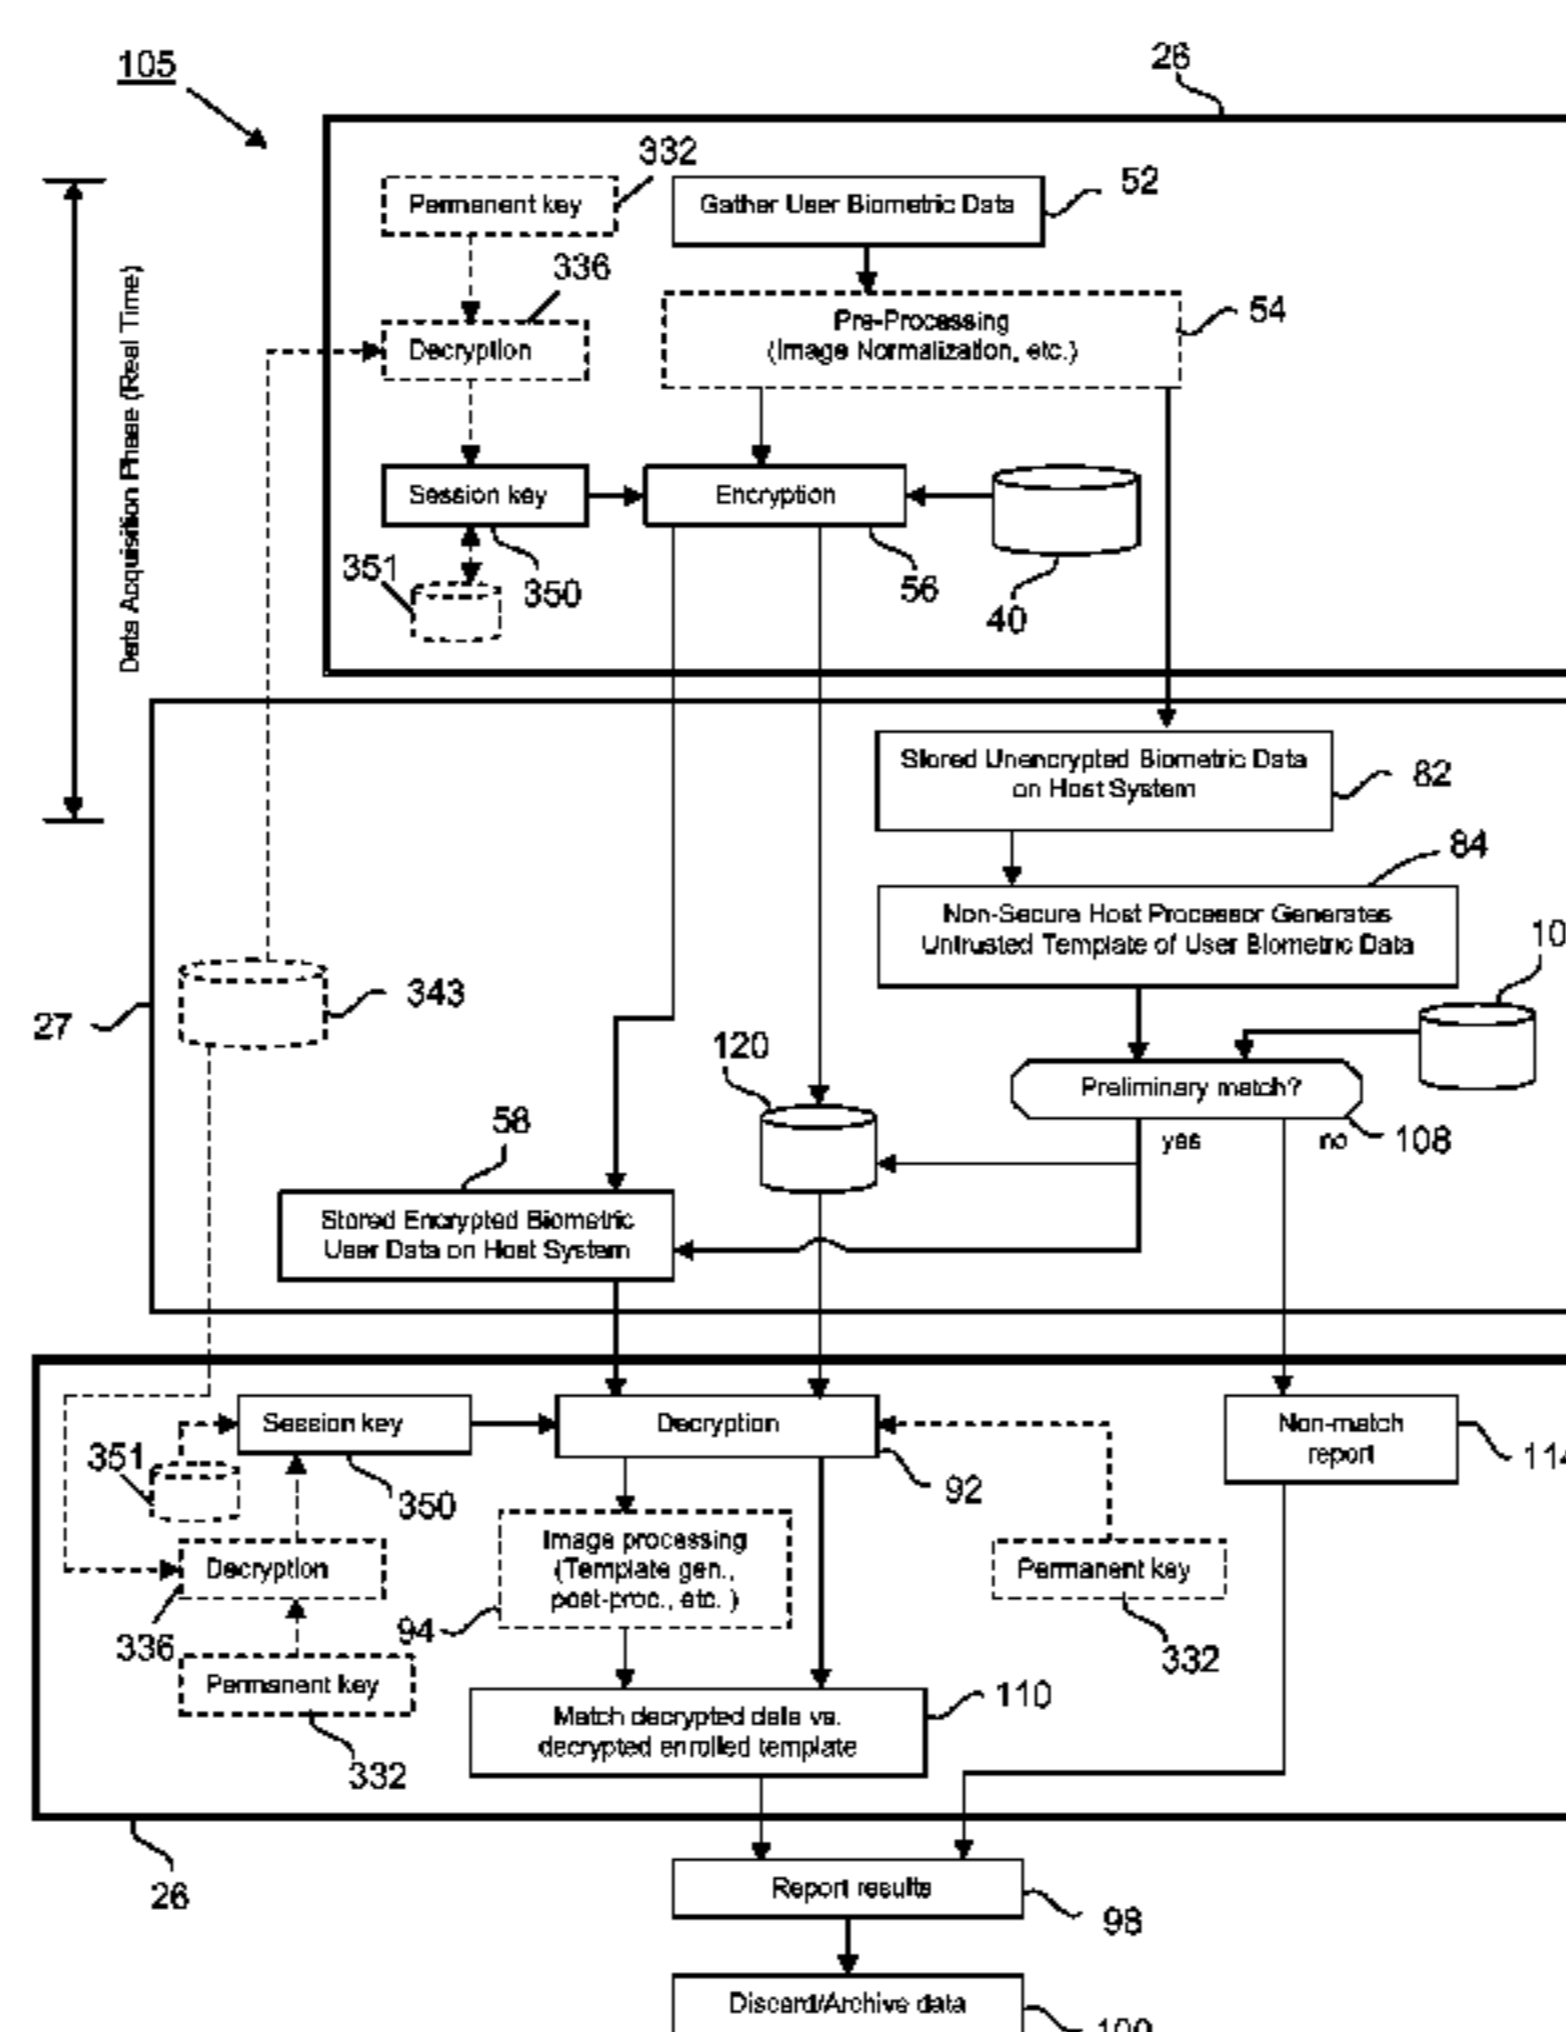 105
26
332
Permanent key
Gather User Biometric Data
52
336
Pre-Processing
(Image Normalization, etc.)
54
Decryption
Data Acquisition Phase (Real Time)
Session key
Encryption
351
350
56
40
Stored Unencrypted Biometric Data
on Host System
82
84
Non-Secure Host Processor Generates
Untrusted Template of User Biometric Data
10
343
27
120
Preliminary match?
yes
no
108
58
Stored Encrypted Biometric
User Data on Host System
Session key
Decryption
Non-match
report
351
350
92
114
Image processing
(Template gen.,
post-proc., etc. )
Decryption
Permanent key
336
94
332
Permanent key
110
Match decrypted data vs.
decrypted enrolled template
332
26
Report results
98
Discard/Archive data
100